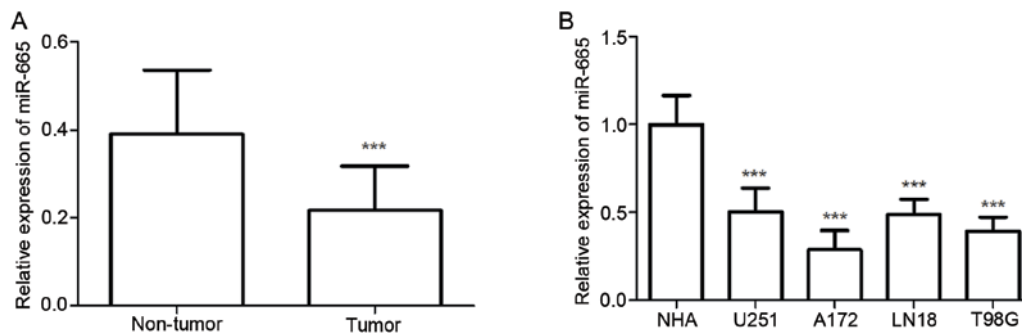 A
Relative expression of miR-665
0.6
0.4
0.2
0.0
***
Non-tumor Tumor
B
Relative expression of miR-665
1.5
1.0
0.5
0.0
*** *** *** ***
NHA U251 A172 LN18 T98G